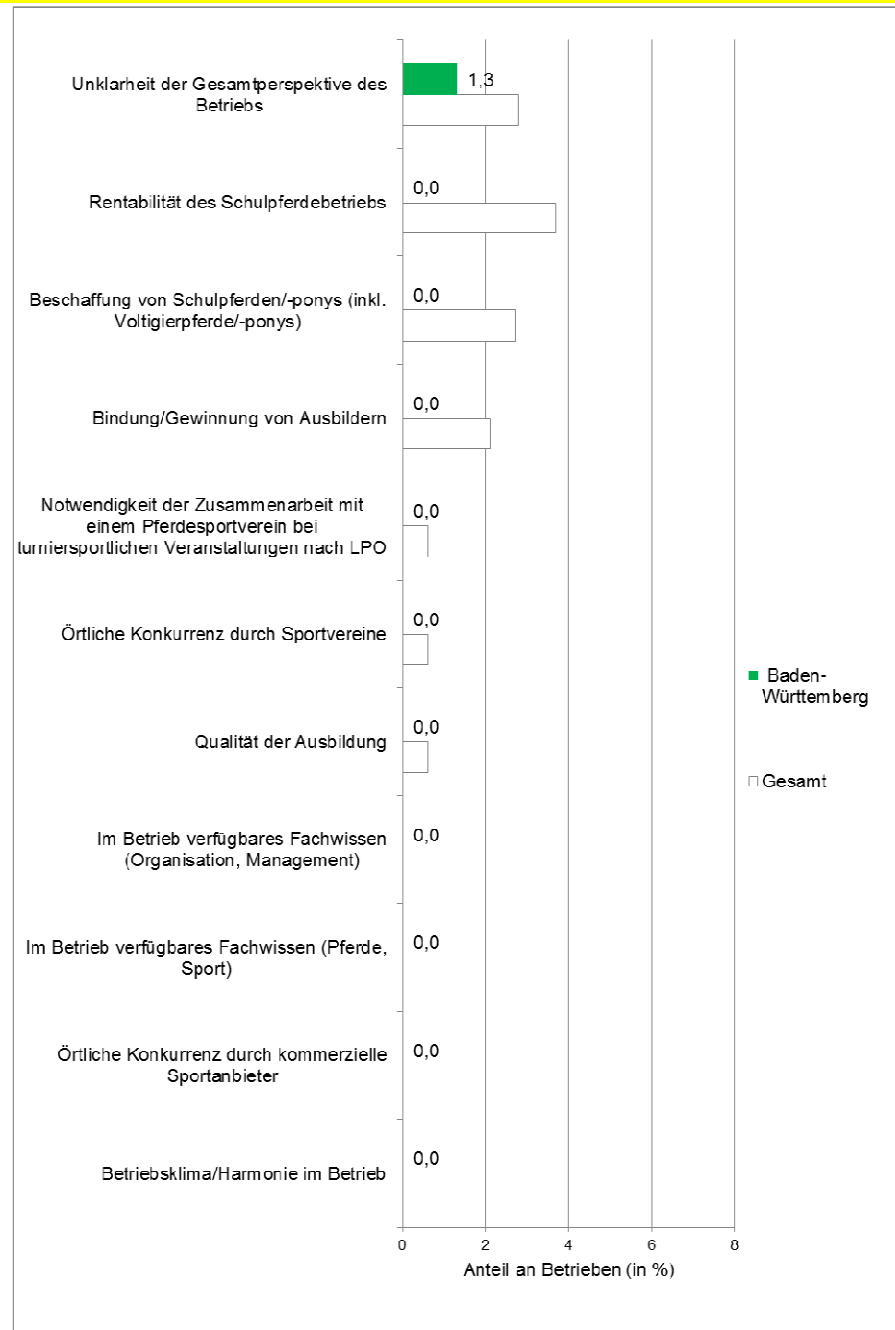 Unklarheit der Gesamtperspektive des
Betriebs
1,3
Rentabilität des Schulpferdebetriebs
0,0
Beschaffung von Schulpferden/-ponys (inkl.
Voltigierpferde/-ponys)
0,0
Bindung/Gewinnung von Ausbildern
0,0
Notwendigkeit der Zusammenarbeit mit
einem Pferdesportverein bei
turniersportlichen Veranstaltungen nach LPO
0,0
Örtliche Konkurrenz durch Sportvereine
0,0
Qualität der Ausbildung
0,0
Im Betrieb verfügbares Fachwissen
(Organisation, Management)
0,0
Im Betrieb verfügbares Fachwissen (Pferde,
Sport)
0,0
Örtliche Konkurrenz durch kommerzielle
Sportanbieter
0,0
Betriebsklima/Harmonie im Betrieb
0,0
0 2 4 6 8
Anteil an Betrieben (in %)
Baden-
Württemberg
Gesamt